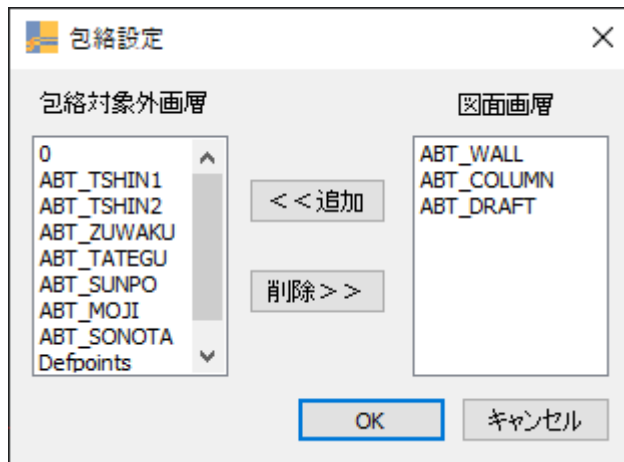 包絡設定
包絡対象外画層
図面画層
0
ABT_TSHIN1
ABT_TSHIN2
ABT_ZUWAKU
ABT_TATEGU
ABT_SUNPO
ABT_MOJI
ABT_SONOTA
Defpoints
<<追加
削除>>
ABT_WALL
ABT_COLUMN
ABT_DRAFT
OK
キャンセル